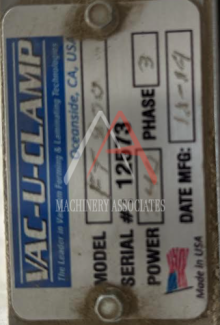 VAC-U-CLAMP
The Leader in Vacuum Forming & Laminating Technologies
Oceanside, CA, USA
MODEL
SERIAL # 12573
POWER PHASE 3
DATE MFG:
Made in USA
MACHINERY ASSOCIATES